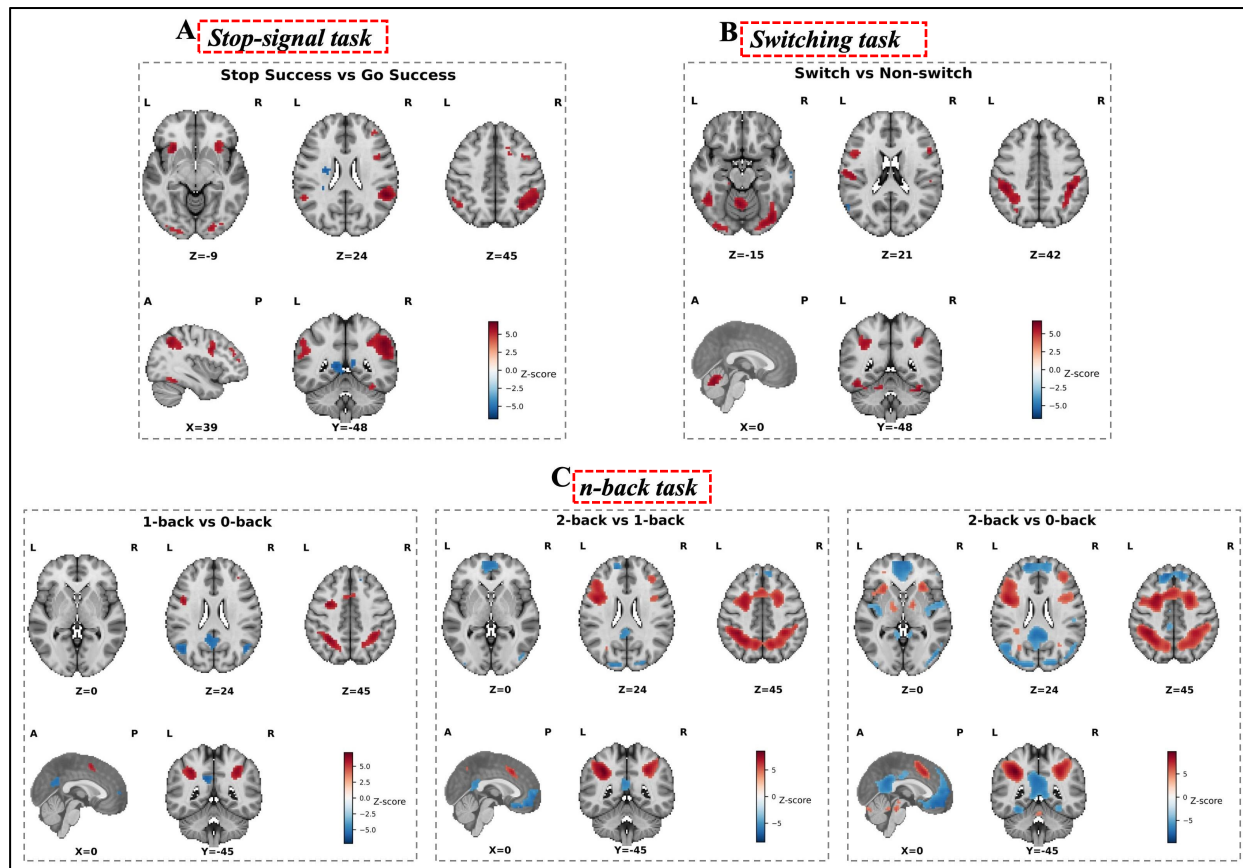 A Stop-signal task
Stop Success vs Go Success
L R L R
Z=-9 Z=24 Z=45
A P L R
5.0
2.5
0.0
−2.5
−5.0
Z-score
X=39 Y=-48
B Switching task
Switch vs Non-switch
L R L R
Z=-15 Z=21 Z=42
A P L R
5.0
2.5
0.0
−2.5
−5.0
Z-score
X=0 Y=-48
C n-back task
1-back vs 0-back
L R L R
Z=0 Z=24 Z=45
A P L R
5.0
2.5
0.0
−2.5
−5.0
Z-score
X=0 Y=-45
2-back vs 1-back
L R L R
Z=0 Z=24 Z=45
A P L R
5
0
−5
Z-score
X=0 Y=-45
2-back vs 0-back
L R L R
Z=0 Z=24 Z=45
A P L R
5
0
−5
Z-score
X=0 Y=-45